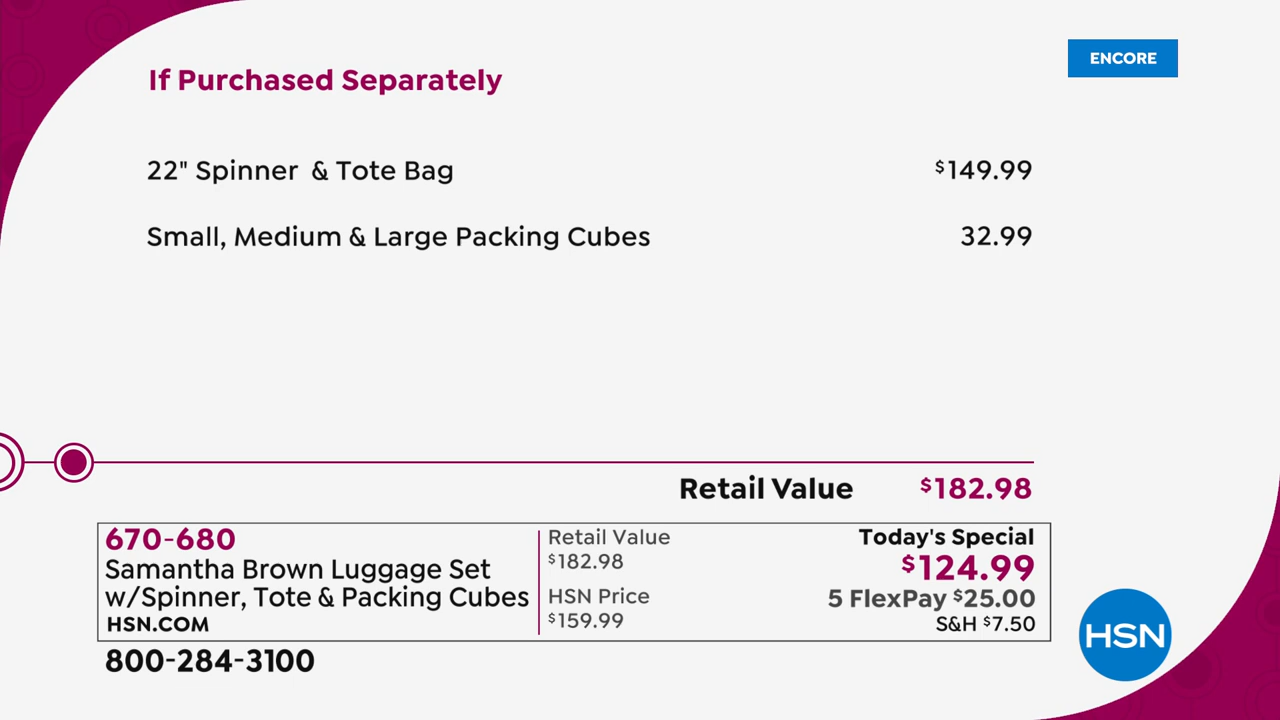 ENCORE
If Purchased Separately
22" Spinner & Tote Bag $149.99
Small, Medium & Large Packing Cubes 32.99
Retail Value $182.98
670-680
Samantha Brown Luggage Set
w/Spinner, Tote & Packing Cubes
HSN.COM
Retail Value
$182.98
HSN Price
$159.99
Today's Special
$124.99
5 FlexPay $25.00
S&H $7.50
800-284-3100
HSN